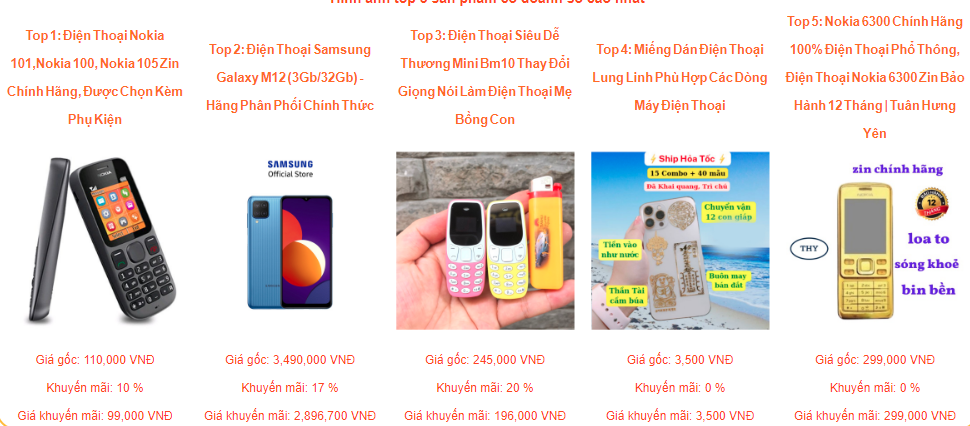 Hình ảnh top 5 sản phẩm có doanh số cao nhất
Top 1: Điện Thoại Nokia
101,Nokia 100, Nokia 105 Zin
Chính Hãng, Được Chọn Kèm
Phụ Kiện
Top 2: Điện Thoại Samsung
Galaxy M12 (3Gb/32Gb) -
Hãng Phân Phối Chính Thức
Top 3: Điện Thoại Siêu Dễ
Thương Mini Bm10 Thay Đổi
Giọng Nói Làm Điện Thoại Mẹ
Bồng Con
Top 4: Miếng Dán Điện Thoại
Lung Linh Phù Hợp Các Dòng
Máy Điện Thoại
Top 5: Nokia 6300 Chính Hãng
100% Điện Thoại Phổ Thông,
Điện Thoại Nokia 6300 Zin Bảo
Hành 12 Tháng | Tuân Hưng
Yên
SAMSUNG
Official Store
Ship Hỏa Tốc
15 Combo + 40 mẫu
Đã Khai quang, Trì chú
Chuyển vận
12 con giáp
Tiền vào
như nước
Buôn may
bán đắt
Thần Tài
cầm bùa
zin chính hãng
12
THÁNG
THY
loa to
sóng khoẻ
bin bền
Giá gốc: 110,000 VNĐ
Khuyến mãi: 10 %
Giá khuyến mãi: 99,000 VNĐ
Giá gốc: 3,490,000 VNĐ
Khuyến mãi: 17 %
Giá khuyến mãi: 2,896,700 VNĐ
Giá gốc: 245,000 VNĐ
Khuyến mãi: 20 %
Giá khuyến mãi: 196,000 VNĐ
Giá gốc: 3,500 VNĐ
Khuyến mãi: 0 %
Giá khuyến mãi: 3,500 VNĐ
Giá gốc: 299,000 VNĐ
Khuyến mãi: 0 %
Giá khuyến mãi: 299,000 VNĐ